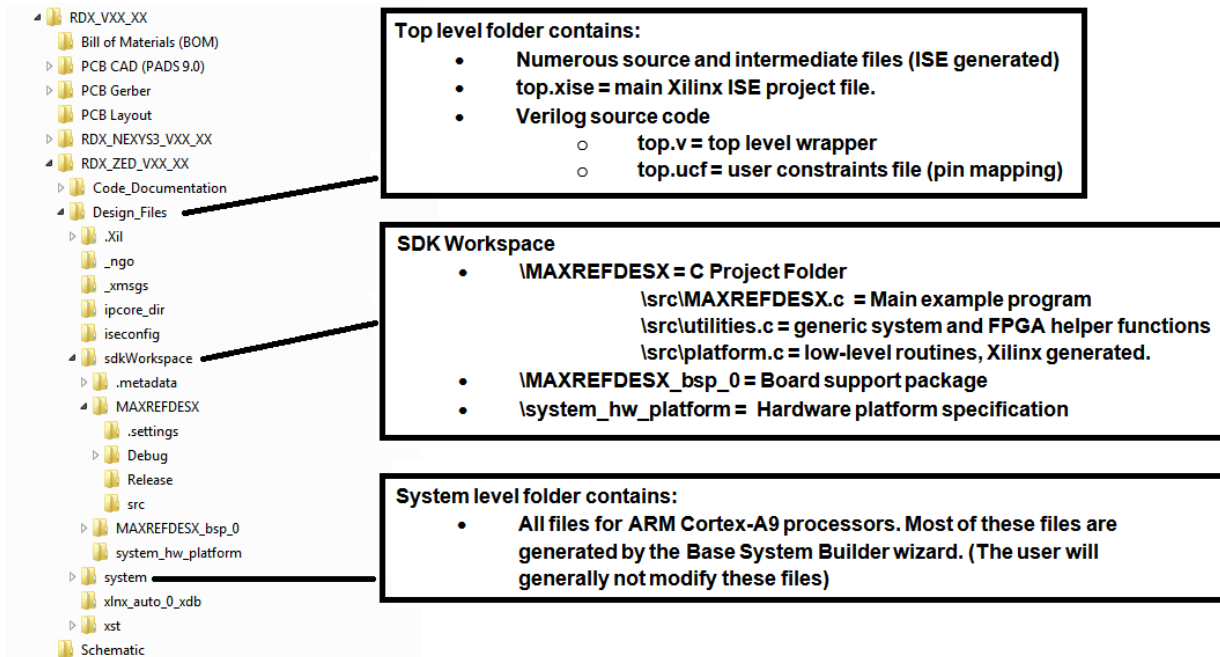 RDX_VXX_XX
Bill of Materials (BOM)
PCB CAD (PADS 9.0)
PCB Gerber
PCB Layout
RDX_NEXYS3_VXX_XX
RDX_ZED_VXX_XX
Code_Documentation
Design_Files
.Xil
_ngo
_xmsgs
ipcore_dir
iseconfig
sdkWorkspace
.metadata
MAXREFDESX
.settings
Debug
Release
src
MAXREFDESX_bsp_0
system_hw_platform
system
xlnx_auto_0_xdb
xst
Schematic
Top level folder contains:
• Numerous source and intermediate files (ISE generated)
• top.xise = main Xilinx ISE project file.
• Verilog source code
o top.v = top level wrapper
o top.ucf = user constraints file (pin mapping)
SDK Workspace
• \MAXREFDESX = C Project Folder
\src\MAXREFDESX.c = Main example program
\src\utilities.c = generic system and FPGA helper functions
\src\platform.c = low-level routines, Xilinx generated.
• \MAXREFDESX_bsp_0 = Board support package
• \system_hw_platform = Hardware platform specification
System level folder contains:
• All files for ARM Cortex-A9 processors. Most of these files are
generated by the Base System Builder wizard. (The user will
generally not modify these files)